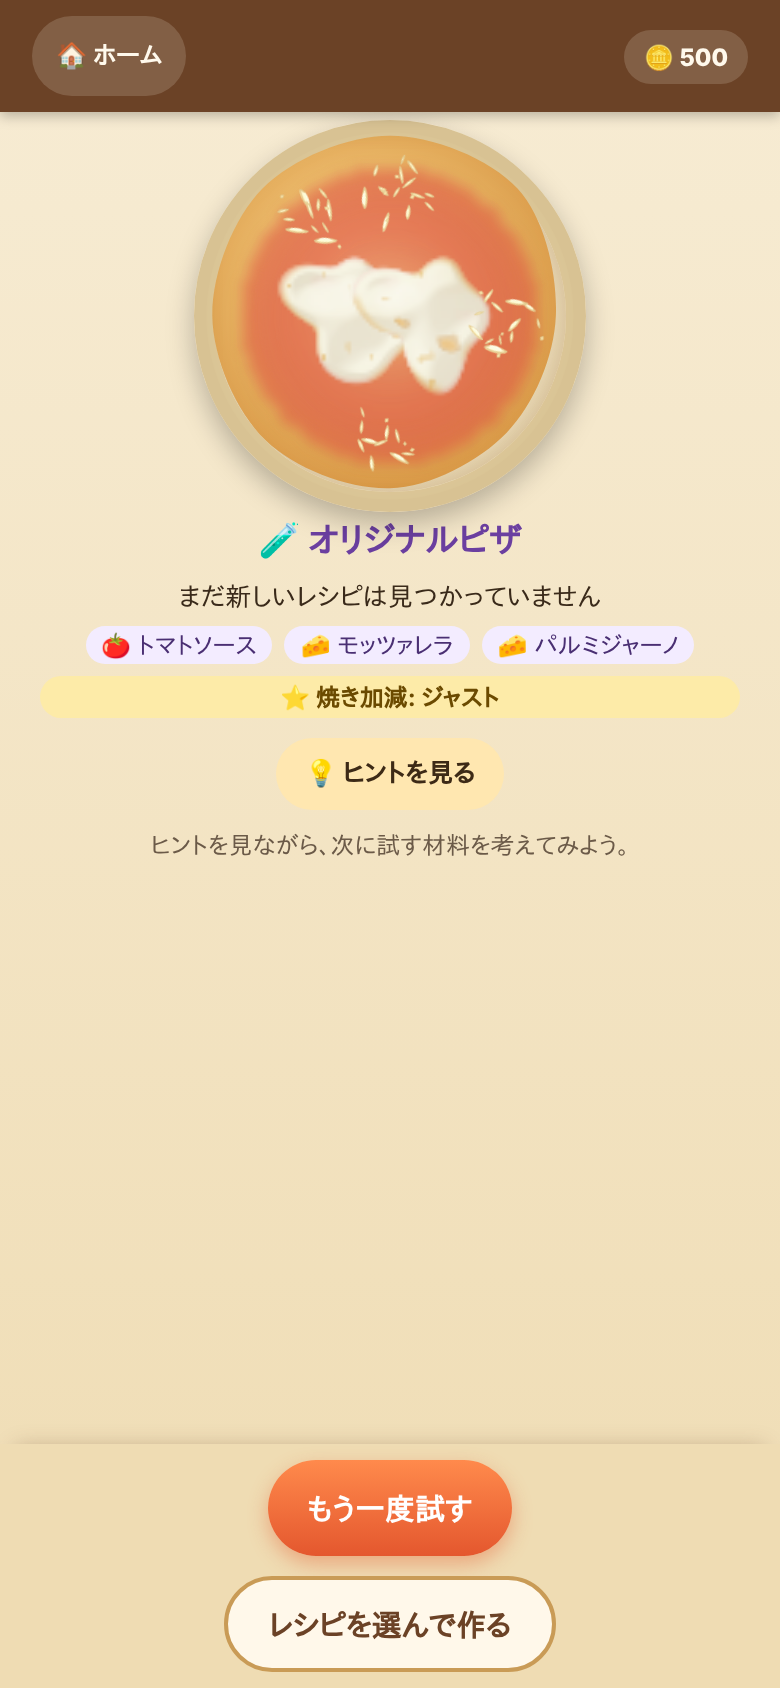 🏠 ホーム
🪙 500
🧪 オリジナルピザ
まだ新しいレシピは見つかっていません
🍅 トマトソース 🧀 モッツァレラ 🧀 パルミジャーノ
⭐ 焼き加減: ジャスト
💡 ヒントを見る
ヒントを見ながら、次に試す材料を考えてみよう。
もう一度試す
レシピを選んで作る